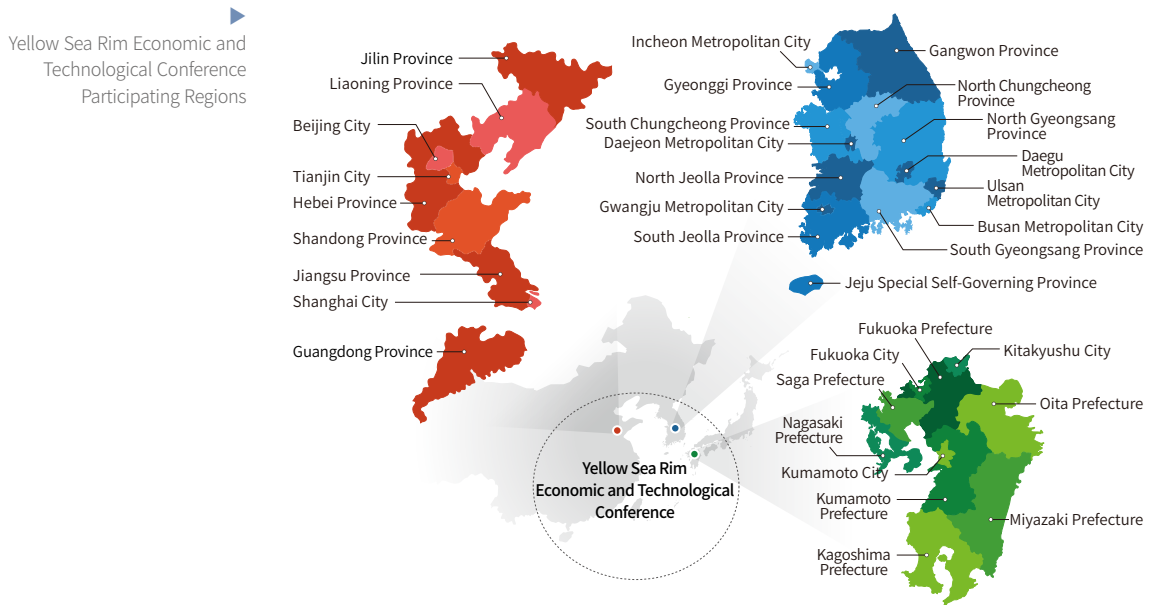 Yellow Sea Rim Economic and
Technological Conference
Participating Regions
Jilin Province
Liaoning Province
Beijing City
Tianjin City
Hebei Province
Shandong Province
Jiangsu Province
Shanghai City
Guangdong Province
Incheon Metropolitan City
Gyeonggi Province
South Chungcheong Province
Daejeon Metropolitan City
North Jeolla Province
Gwangju Metropolitan City
South Jeolla Province
Gangwon Province
North Chungcheong
Province
North Gyeongsang
Province
Daegu
Metropolitan City
Ulsan
Metropolitan City
Busan Metropolitan City
South Gyeongsang Province
Jeju Special Self-Governing Province
Fukuoka Prefecture
Kitakyushu City
Fukuoka City
Saga Prefecture
Oita Prefecture
Nagasaki
Prefecture
Kumamoto City
Kumamoto
Prefecture
Miyazaki Prefecture
Kagoshima
Prefecture
Yellow Sea Rim
Economic and Technological
Conference